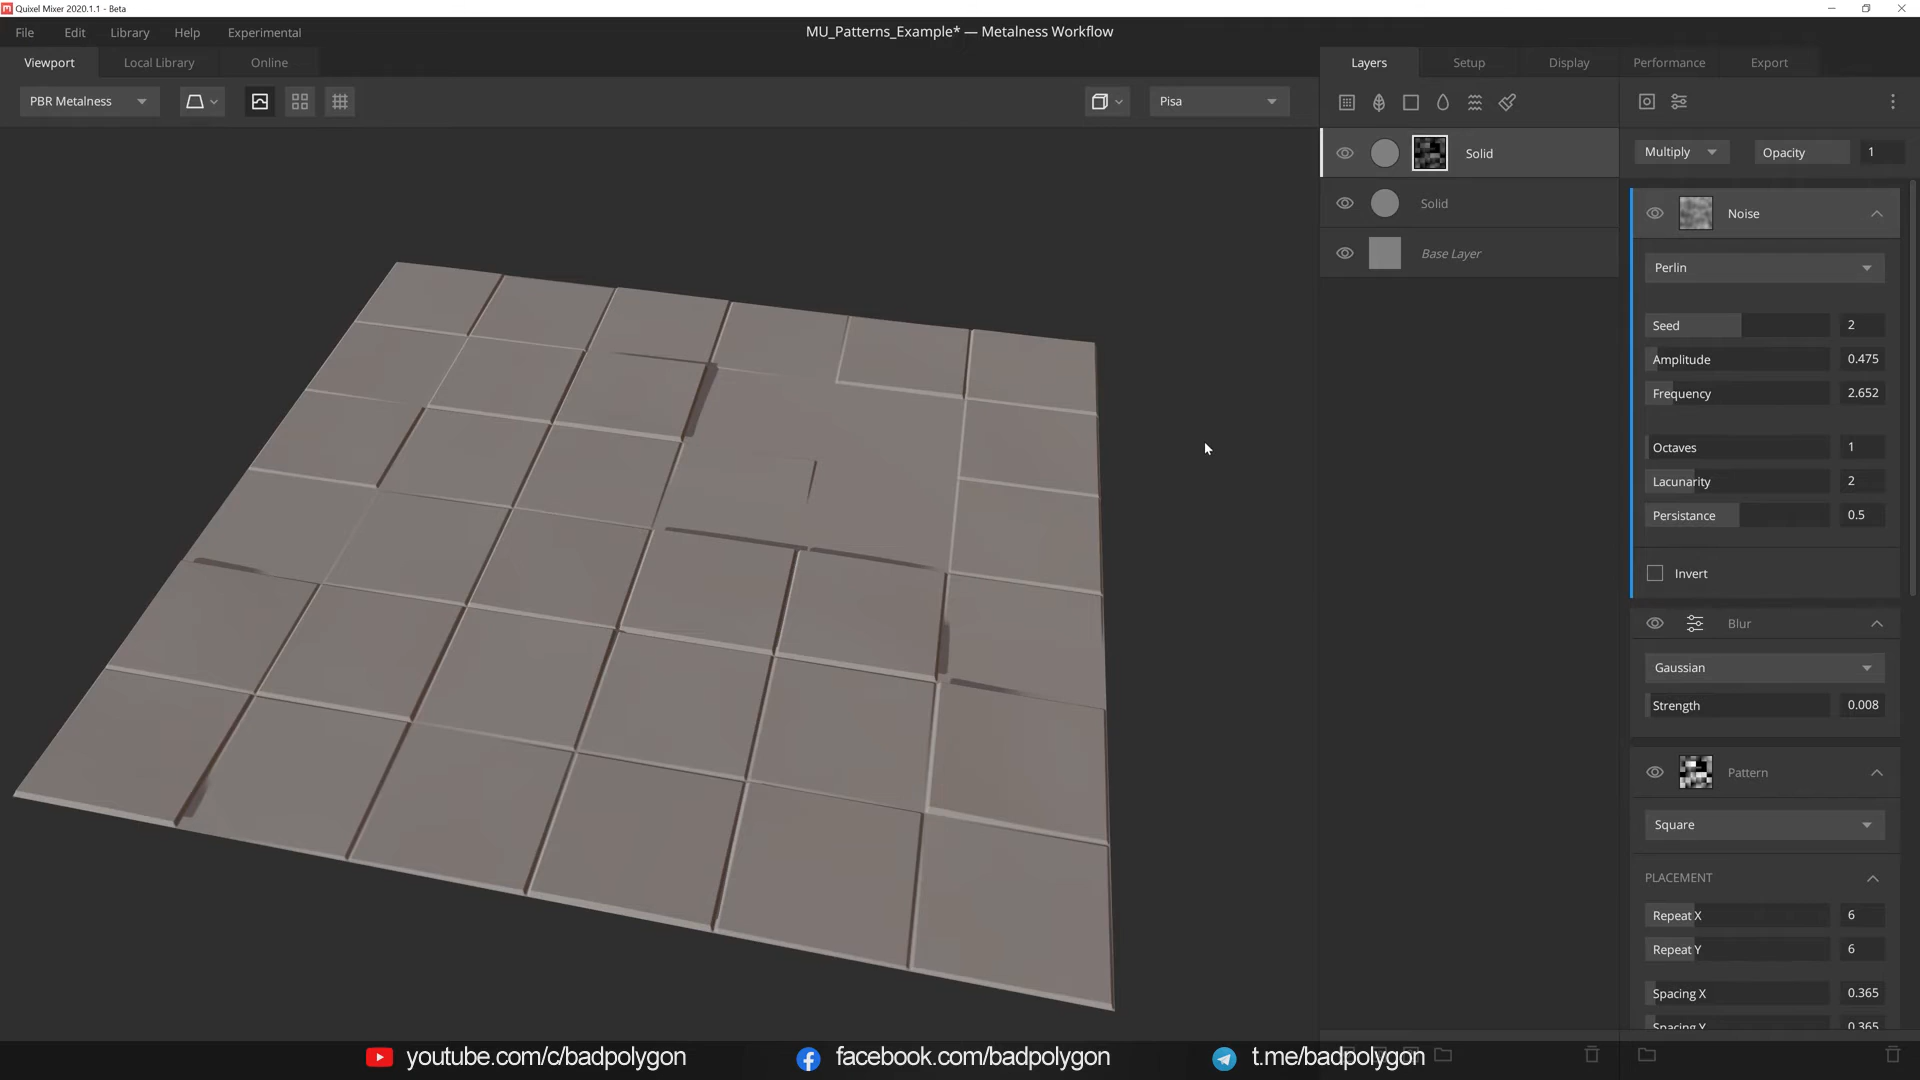 Quixel Mixer 2020.1.1 - Beta
File Edit Library Help Experimental
MU_Patterns_Example* — Metalness Workflow
Viewport Local Library Online
Layers Setup Display Performance Export
PBR Metalness
Pisa
Solid
Solid
Base Layer
Multiply Opacity 1
Noise
Perlin
Seed 2
Amplitude 0.475
Frequency 2.652
Octaves 1
Lacunarity 2
Persistance 0.5
Invert
Blur
Gaussian
Strength 0.008
Pattern
Square
PLACEMENT
Repeat X 6
Repeat Y 6
Spacing X 0.365
Spacing Y 0.365
youtube.com/c/badpolygon facebook.com/badpolygon t.me/badpolygon